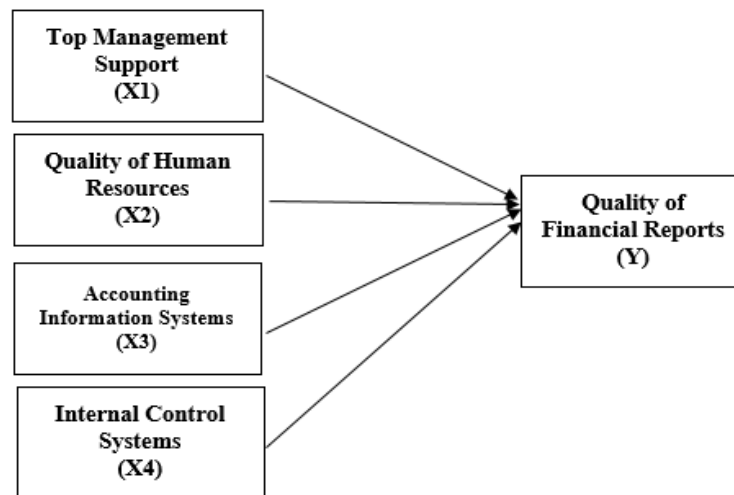 Top Management
Support
(X1)
Quality of Human
Resources
(X2)
Accounting
Information Systems
(X3)
Internal Control
Systems
(X4)
Quality of
Financial Reports
(Y)